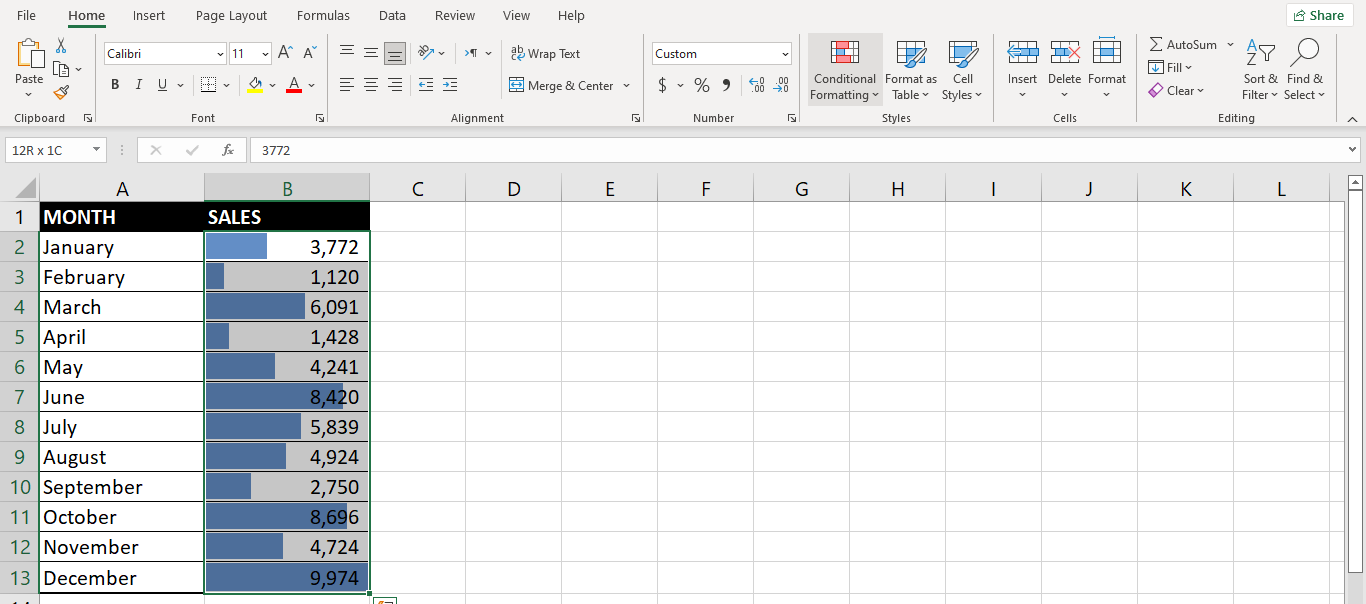 File Home Insert Page Layout Formulas Data Review View Help Share
Calibri 11 Wrap Text Custom AutoSum
Paste Conditional Formatting Format as Table Cell Styles Insert Delete Format Fill Sort & Filter Find & Select
B I U A Merge & Center $ % Clear
Clipboard Font Alignment Number Styles Cells Editing
12R x 1C fx 3772
A B C D E F G H I J K L
1 MONTH SALES
2 January 3,772
3 February 1,120
4 March 6,091
5 April 1,428
6 May 4,241
7 June 8,420
8 July 5,839
9 August 4,924
10 September 2,750
11 October 8,696
12 November 4,724
13 December 9,974